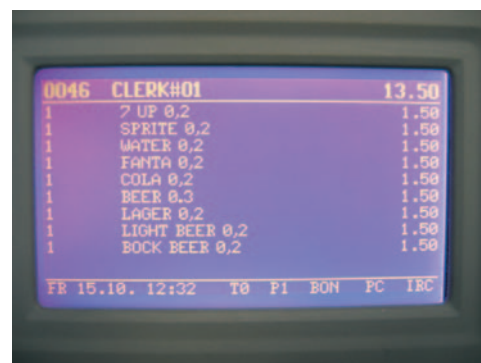 0046 CLERK#01 13.50
1 7 UP 0,2 1.50
1 SPRITE 0,2 1.50
1 WATER 0,2 1.50
1 FANTA 0,2 1.50
1 COLA 0,2 1.50
1 BEER 0.3 1.50
1 LAGER 0,2 1.50
1 LIGHT BEER 0,2 1.50
1 BOCK BEER 0,2 1.50
FR 15.10. 12:32 T0 P1 BON PC IRC